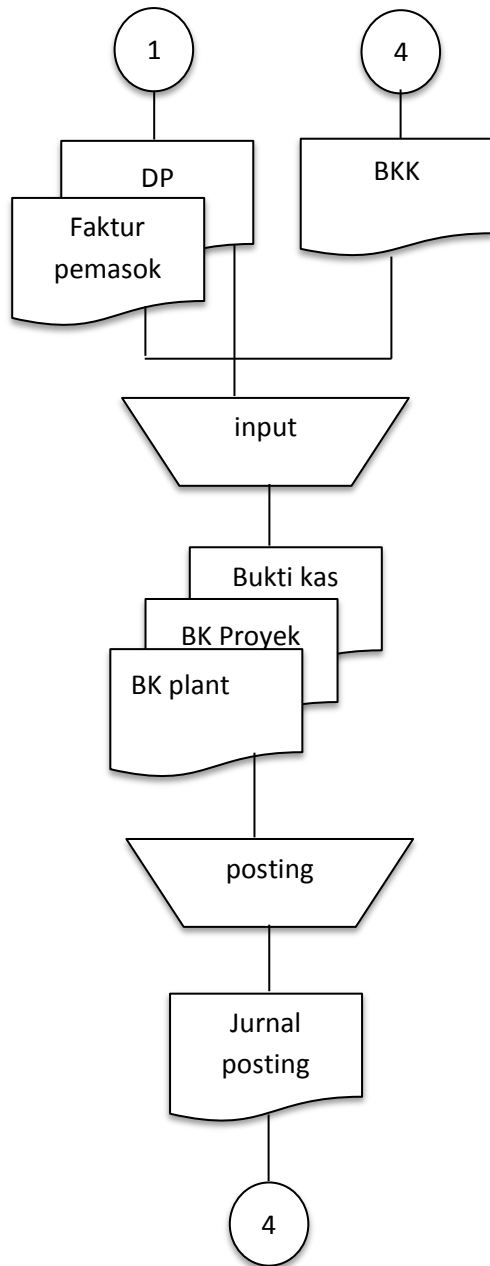 1
4
DP
BKK
Faktur
pemasok
input
Bukti kas
BK Proyek
BK plant
posting
Jurnal
posting
4